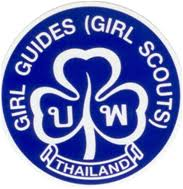 GIRL GUIDES (GIRL SCOUTS)
บ พ
THAILAND